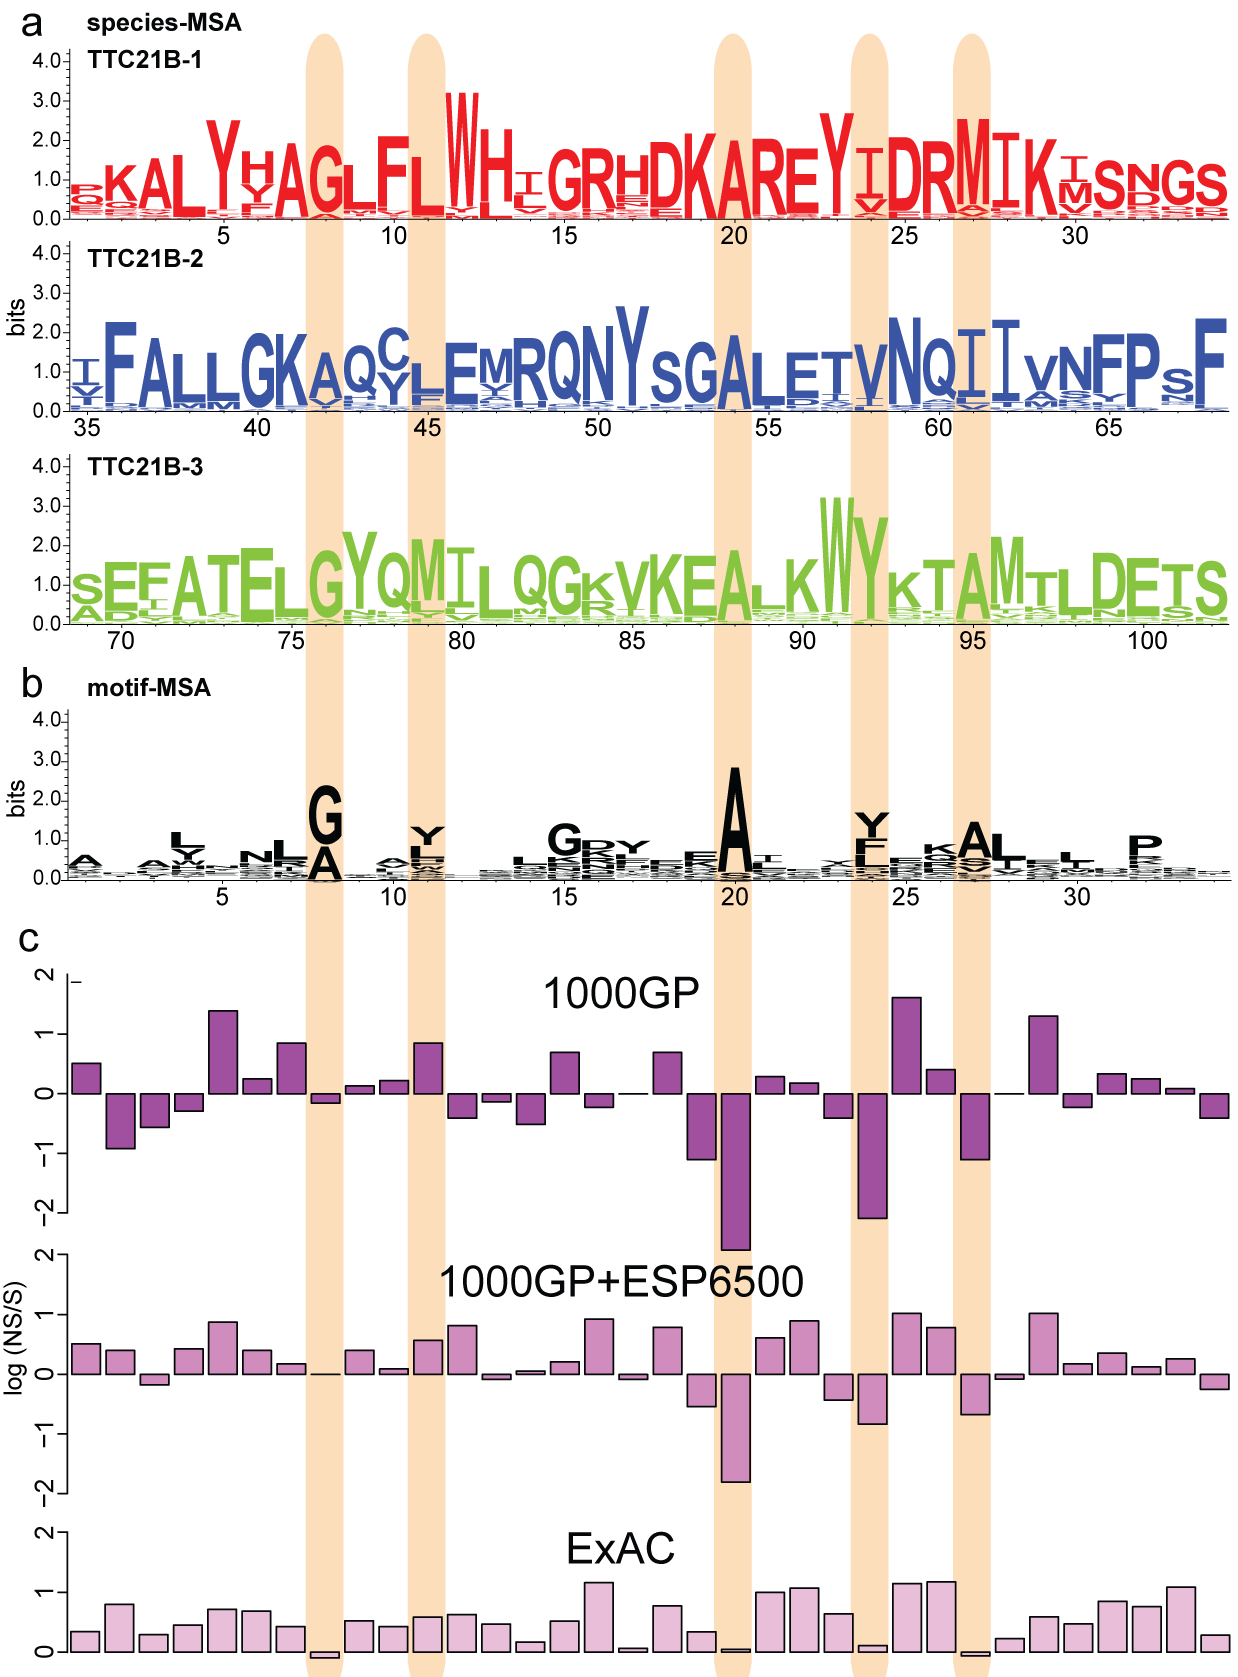 a
species-MSA
TTC21B-1
4.0
3.0
2.0
1.0
0.0
PKALYHAGLFLWHIGRHDKAREYIDRMIKISNGS
5 10 15 20 25 30
TTC21B-2
bits
4.0
3.0
2.0
1.0
0.0
IFALLGKAQCLEMRQNYSGALETVNQIIVNFPSF
35 40 45 50 55 60 65
TTC21B-3
4.0
3.0
2.0
1.0
0.0
SEFATELGYQMILQGKVKEALKWYKTAMTLDETS
70 75 80 85 90 95 100
b
motif-MSA
bits
4.0
3.0
2.0
1.0
0.0
5 10 15 20 25 30
c
1000GP
2
1
0
−1
−2
1000GP+ESP6500
log (NS/S)
2
1
0
−1
−2
ExAC
2
1
0